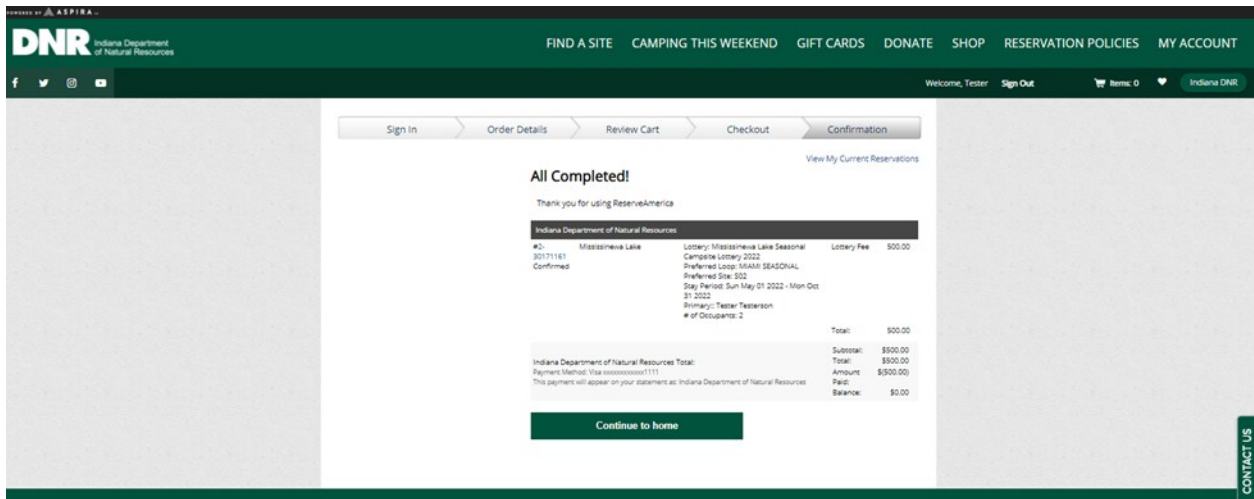 POWERED BY ASPIRA
DNR Indiana Department of Natural Resources
FIND A SITE CAMPING THIS WEEKEND GIFT CARDS DONATE SHOP RESERVATION POLICIES MY ACCOUNT
Welcome, Tester Sign Out Items: 0 Indiana DNR
Sign In Order Details Review Cart Checkout Confirmation
View My Current Reservations
All Completed!
Thank you for using ReserveAmerica
Indiana Department of Natural Resources
#2-30171161 Confirmed
Mississinewa Lake
Lottery: Mississinewa Lake Seasonal
Campsite Lottery 2022
Preferred Loop: MIAMI SEASONAL
Preferred Site: S02
Stay Period: Sun May 01 2022 - Mon Oct
31 2022
Primary:: Tester Testerson
# of Occupants: 2
Lottery Fee 500.00
Total: 500.00
Indiana Department of Natural Resources Total:
Payment Method: Visa xxxxxxxxxxxx1111
This payment will appear on your statement as: Indiana Department of Natural Resources
Subtotal: $500.00
Total: $500.00
Amount Paid: $(500.00)
Balance: $0.00
Continue to home
CONTACT US